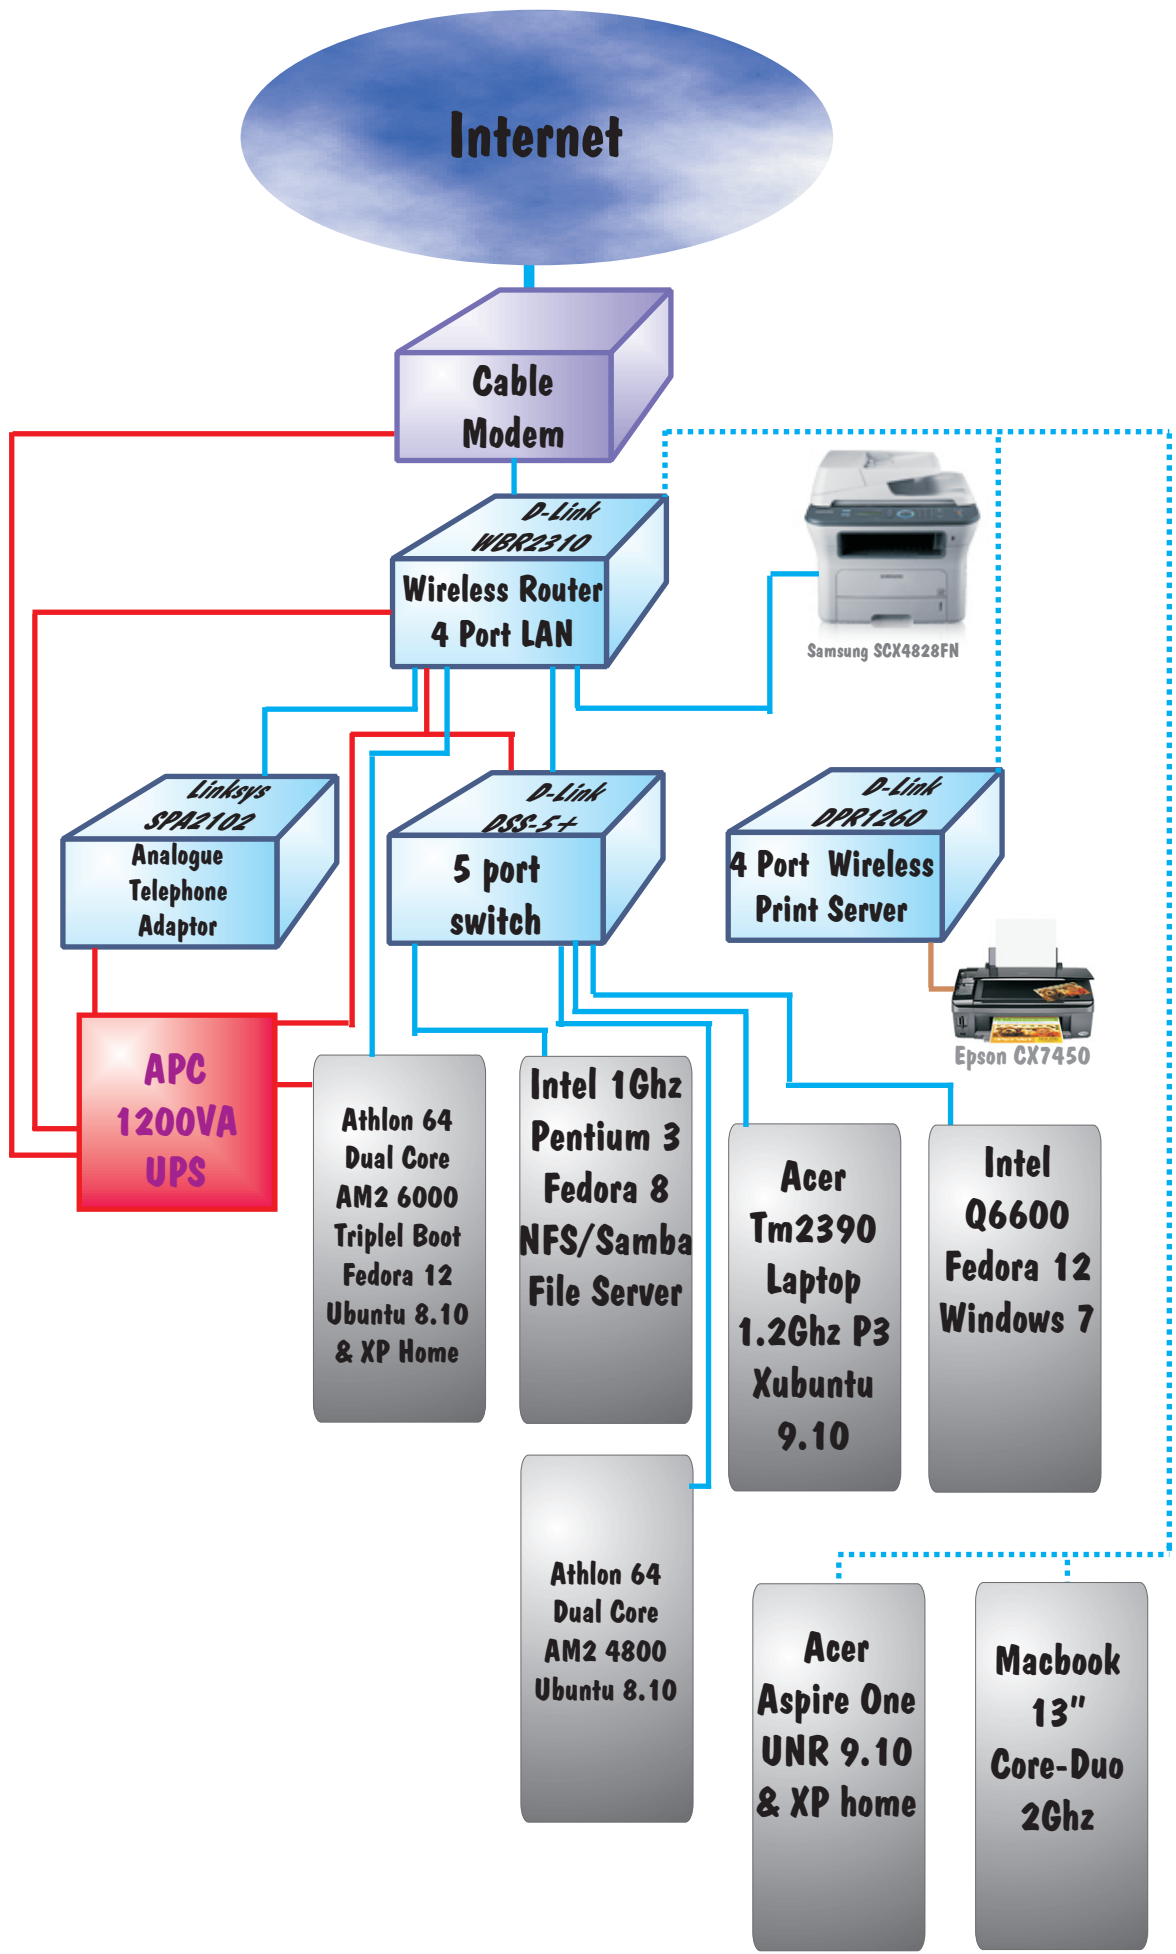 Internet
Cable
Modem
D-Link
WBR2310
Wireless Router
4 Port LAN
Samsung SCX4828FN
Linksys
SPA2102
Analogue
Telephone
Adaptor
D-Link
DSS-5+
5 port
switch
D-Link
DPR1260
4 Port Wireless
Print Server
Epson CX7450
APC
1200VA
UPS
Athlon 64
Dual Core
AM2 6000
Triplel Boot
Fedora 12
Ubuntu 8.10
& XP Home
Intel 1Ghz
Pentium 3
Fedora 8
NFS/Samba
File Server
Acer
Tm2390
Laptop
1.2Ghz P3
Xubuntu
9.10
Intel
Q6600
Fedora 12
Windows 7
Athlon 64
Dual Core
AM2 4800
Ubuntu 8.10
Acer
Aspire One
UNR 9.10
& XP home
Macbook
13"
Core-Duo
2Ghz